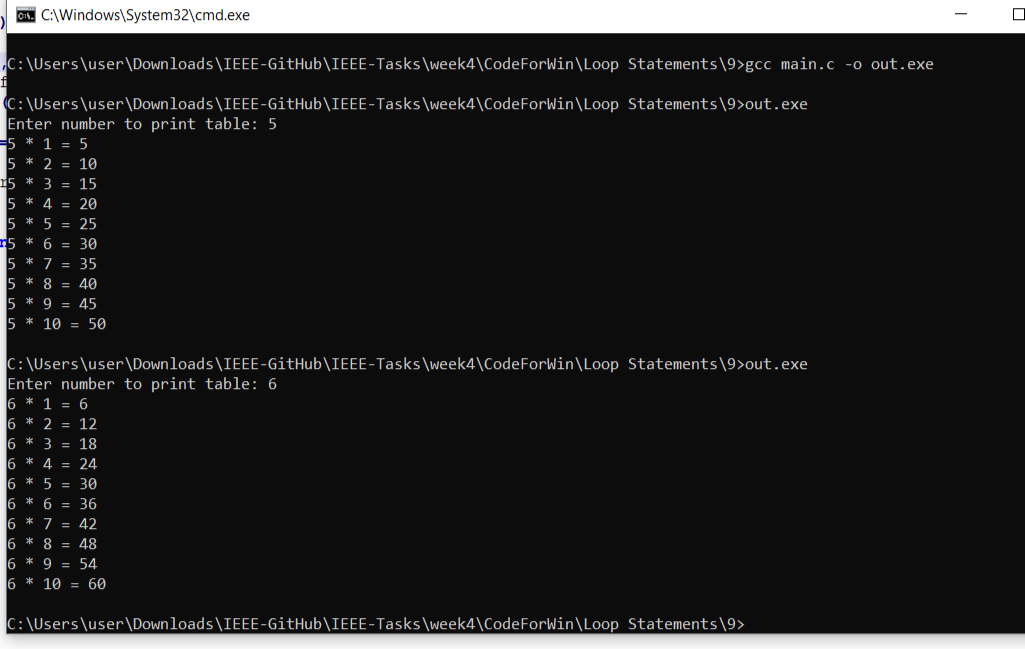 C:\Windows\System32\cmd.exe
C:\Users\user\Downloads\IEEE-GitHub\IEEE-Tasks\week4\CodeForWin\Loop Statements\9>gcc main.c -o out.exe
C:\Users\user\Downloads\IEEE-GitHub\IEEE-Tasks\week4\CodeForWin\Loop Statements\9>out.exe
Enter number to print table: 5
5 * 1 = 5
5 * 2 = 10
5 * 3 = 15
5 * 4 = 20
5 * 5 = 25
5 * 6 = 30
5 * 7 = 35
5 * 8 = 40
5 * 9 = 45
5 * 10 = 50
C:\Users\user\Downloads\IEEE-GitHub\IEEE-Tasks\week4\CodeForWin\Loop Statements\9>out.exe
Enter number to print table: 6
6 * 1 = 6
6 * 2 = 12
6 * 3 = 18
6 * 4 = 24
6 * 5 = 30
6 * 6 = 36
6 * 7 = 42
6 * 8 = 48
6 * 9 = 54
6 * 10 = 60
C:\Users\user\Downloads\IEEE-GitHub\IEEE-Tasks\week4\CodeForWin\Loop Statements\9>